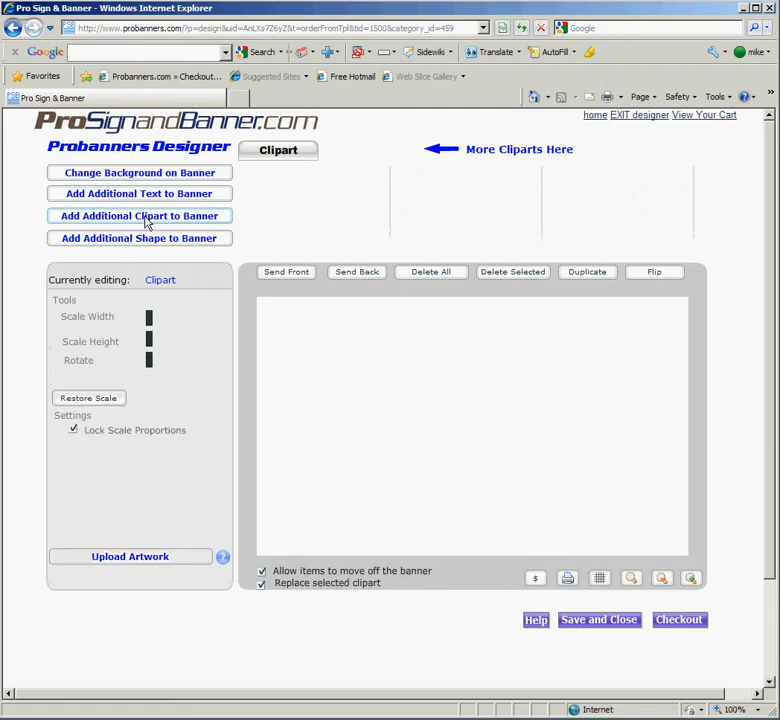 Pro Sign & Banner - Windows Internet Explorer
http://www.probanners.com/?p=design&uid=AnLXs7Z6yZ&t=orderFromTpl&tid=1500&category_id=459
Google
Google Search Sidewiki Translate AutoFill mike
Favorites Probanners.com » Checkout... Suggested Sites Free Hotmail Web Slice Gallery
Pro Sign & Banner Page Safety Tools
home EXIT designer View Your Cart
ProSignandBanner.com
Probanners Designer
Clipart
More Cliparts Here
Change Background on Banner
Add Additional Text to Banner
Add Additional Clipart to Banner
Add Additional Shape to Banner
Currently editing: Clipart
Tools
Scale Width
Scale Height
Rotate
Restore Scale
Settings
Lock Scale Proportions
Upload Artwork ?
Send Front Send Back Delete All Delete Selected Duplicate Flip
Allow items to move off the banner
Replace selected clipart
$
Help Save and Close Checkout
Internet 100%